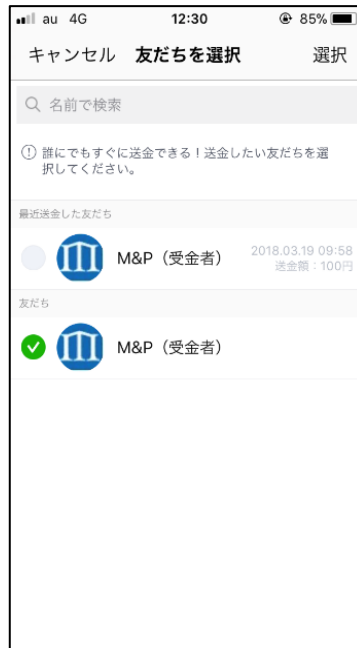 au 4G 12:30 85%
キャンセル 友だちを選択 選択
名前で検索
誰にでもすぐに送金できる！送金したい友だちを選
択してください。
最近送金した友だち
M&P（受金者） 2018.03.19 09:58
送金額：100円
友だち
M&P（受金者）